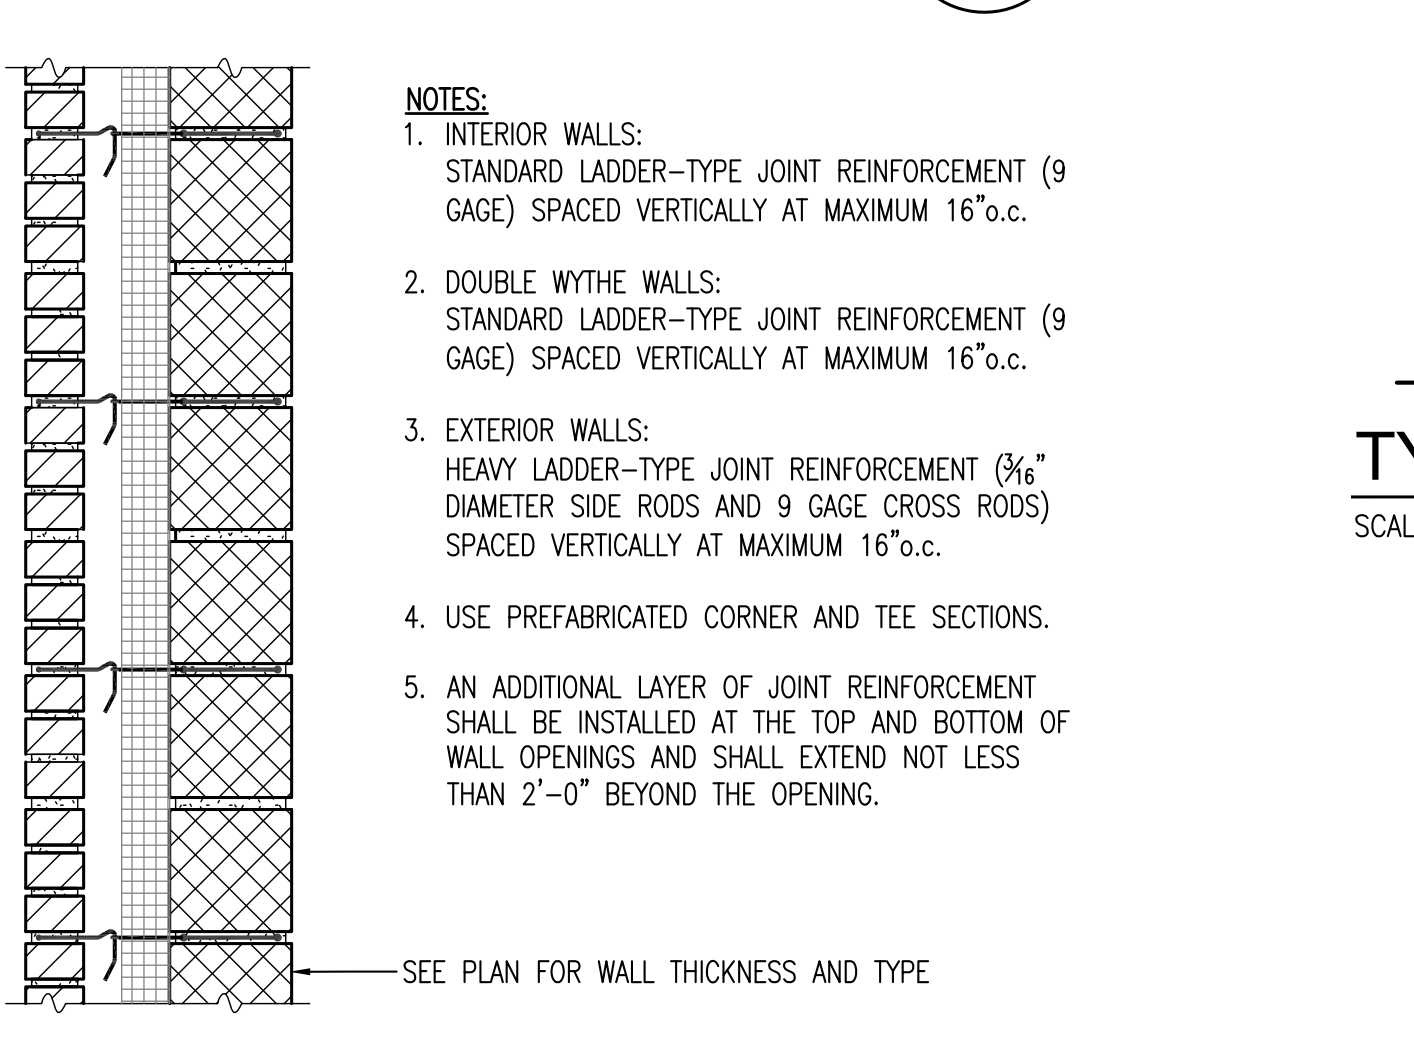 NOTES:
1. INTERIOR WALLS:
STANDARD LADDER-TYPE JOINT REINFORCEMENT (9
GAGE) SPACED VERTICALLY AT MAXIMUM 16"o.c.
2. DOUBLE WYTHE WALLS:
STANDARD LADDER-TYPE JOINT REINFORCEMENT (9
GAGE) SPACED VERTICALLY AT MAXIMUM 16"o.c.
3. EXTERIOR WALLS:
HEAVY LADDER-TYPE JOINT REINFORCEMENT (3/16"
DIAMETER SIDE RODS AND 9 GAGE CROSS RODS)
SPACED VERTICALLY AT MAXIMUM 16"o.c.
4. USE PREFABRICATED CORNER AND TEE SECTIONS.
5. AN ADDITIONAL LAYER OF JOINT REINFORCEMENT
SHALL BE INSTALLED AT THE TOP AND BOTTOM OF
WALL OPENINGS AND SHALL EXTEND NOT LESS
THAN 2'-0" BEYOND THE OPENING.
SEE PLAN FOR WALL THICKNESS AND TYPE